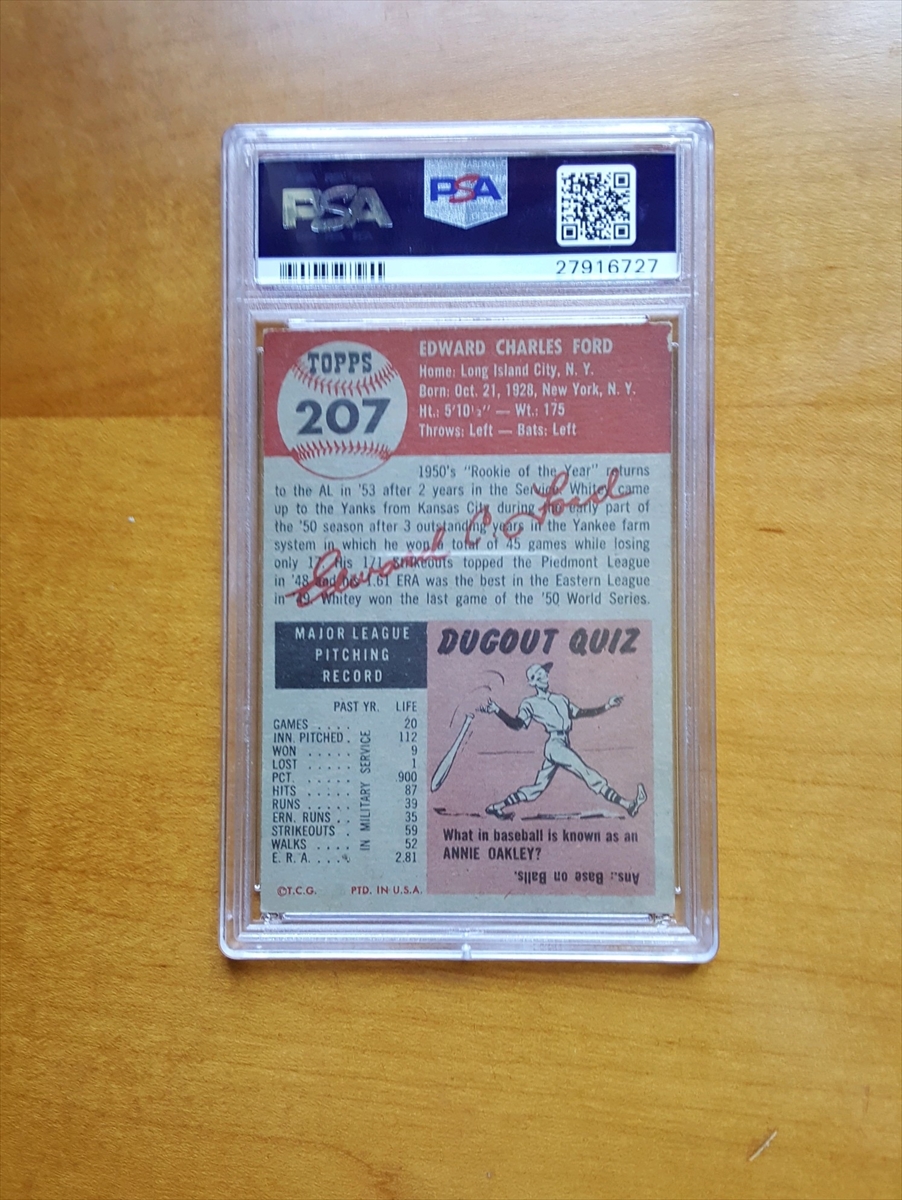 PSA
PSA
27916727
TOPPS
207
EDWARD CHARLES FORD
Home: Long Island City, N. Y.
Born: Oct. 21, 1928, New York, N. Y.
Ht.: 5'10½" — Wt.: 175
Throws: Left — Bats: Left
1950's "Rookie of the Year" returns
to the AL in '53 after 2 years in the Service. Whitey came
up to the Yanks from Kansas City during the early part of
the '50 season after 3 outstanding years in the Yankee farm
system in which he won a total of 45 games while losing
only 17. His 171 strikeouts topped the Piedmont League
in '48 and his 1.61 ERA was the best in the Eastern League
in '49. Whitey won the last game of the '50 World Series.
Edward C. Ford
MAJOR LEAGUE
PITCHING
RECORD
PAST YR. LIFE
GAMES .... 20
INN. PITCHED . 112
WON ..... 9
LOST ..... 1
PCT. ..... .900
HITS ..... 87
RUNS .... 39
ERN. RUNS .. 35
STRIKEOUTS . 59
WALKS .... 52
E. R. A. .... 2.81
IN MILITARY SERVICE
©T.C.G. PTD. IN U.S.A.
DUGOUT QUIZ
What in baseball is known as an
ANNIE OAKLEY?
Ans.: Base on Balls.